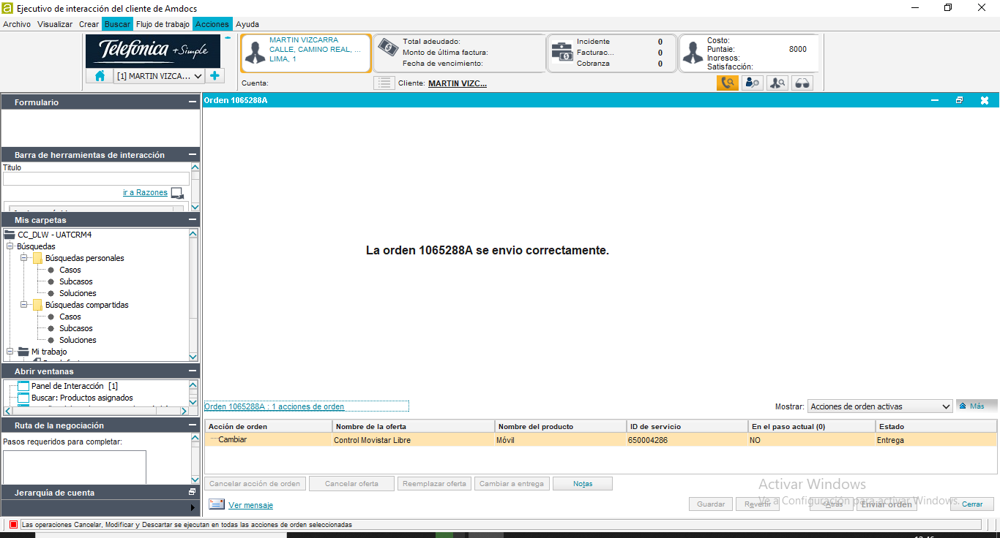 Ejecutivo de interacción del cliente de Amdocs
Archivo Visualizar Crear Buscar Flujo de trabajo Acciones Ayuda
Telefónica +Simple
[1] MARTIN VIZCA...
MARTIN VIZCARRA
CALLE, CAMINO REAL, ...
LIMA, 1
Total adeudado:
Monto de última factura:
Fecha de vencimiento:
Incidente 0
Facturac... 0
Cobranza 0
Costo:
Puntaie: 8000
Ingresos:
Satisfacción:
Cuenta:
Cliente: MARTIN VIZC...
Formulario
Barra de herramientas de interacción
Título
ir a Razones
Mis carpetas
CC_DLW - UATCRM4
Búsquedas
Búsquedas personales
Casos
Subcasos
Soluciones
Búsquedas compartidas
Casos
Subcasos
Soluciones
Mi trabajo
Abrir ventanas
Panel de Interacción [1]
Buscar: Productos asignados
Ruta de la negociación
Pasos requeridos para completar:
Jerarquía de cuenta
Orden 1065288A
La orden 1065288A se envio correctamente.
Orden 1065288A : 1 acciones de orden
Mostrar: Acciones de orden activas Más
Acción de orden Nombre de la oferta Nombre del producto ID de servicio En el paso actual (0) Estado
Cambiar Control Movistar Libre Móvil 650004286 NO Entrega
Cancelar acción de orden Cancelar oferta Reemplazar oferta Cambiar a entrega Notas
Ver mensaje
Guardar Revertir <Atrás Enviar orden Cerrar
Activar Windows
Ve a Configuración para activar Windows.
Las operaciones Cancelar, Modificar y Descartar se ejecutan en todas las acciones de orden seleccionadas